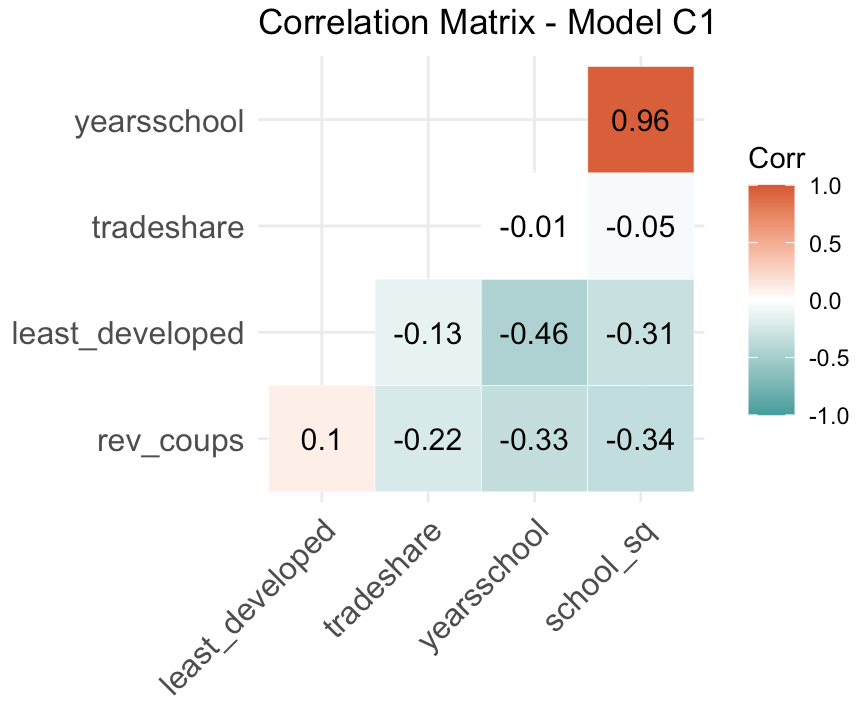 Correlation Matrix - Model C1
yearsschool
0.96
tradeshare
-0.01 -0.05
least_developed
-0.13 -0.46 -0.31
rev_coups
0.1 -0.22 -0.33 -0.34
least_developed
tradeshare
yearsschool
school_sq
Corr
1.0
0.5
0.0
-0.5
-1.0